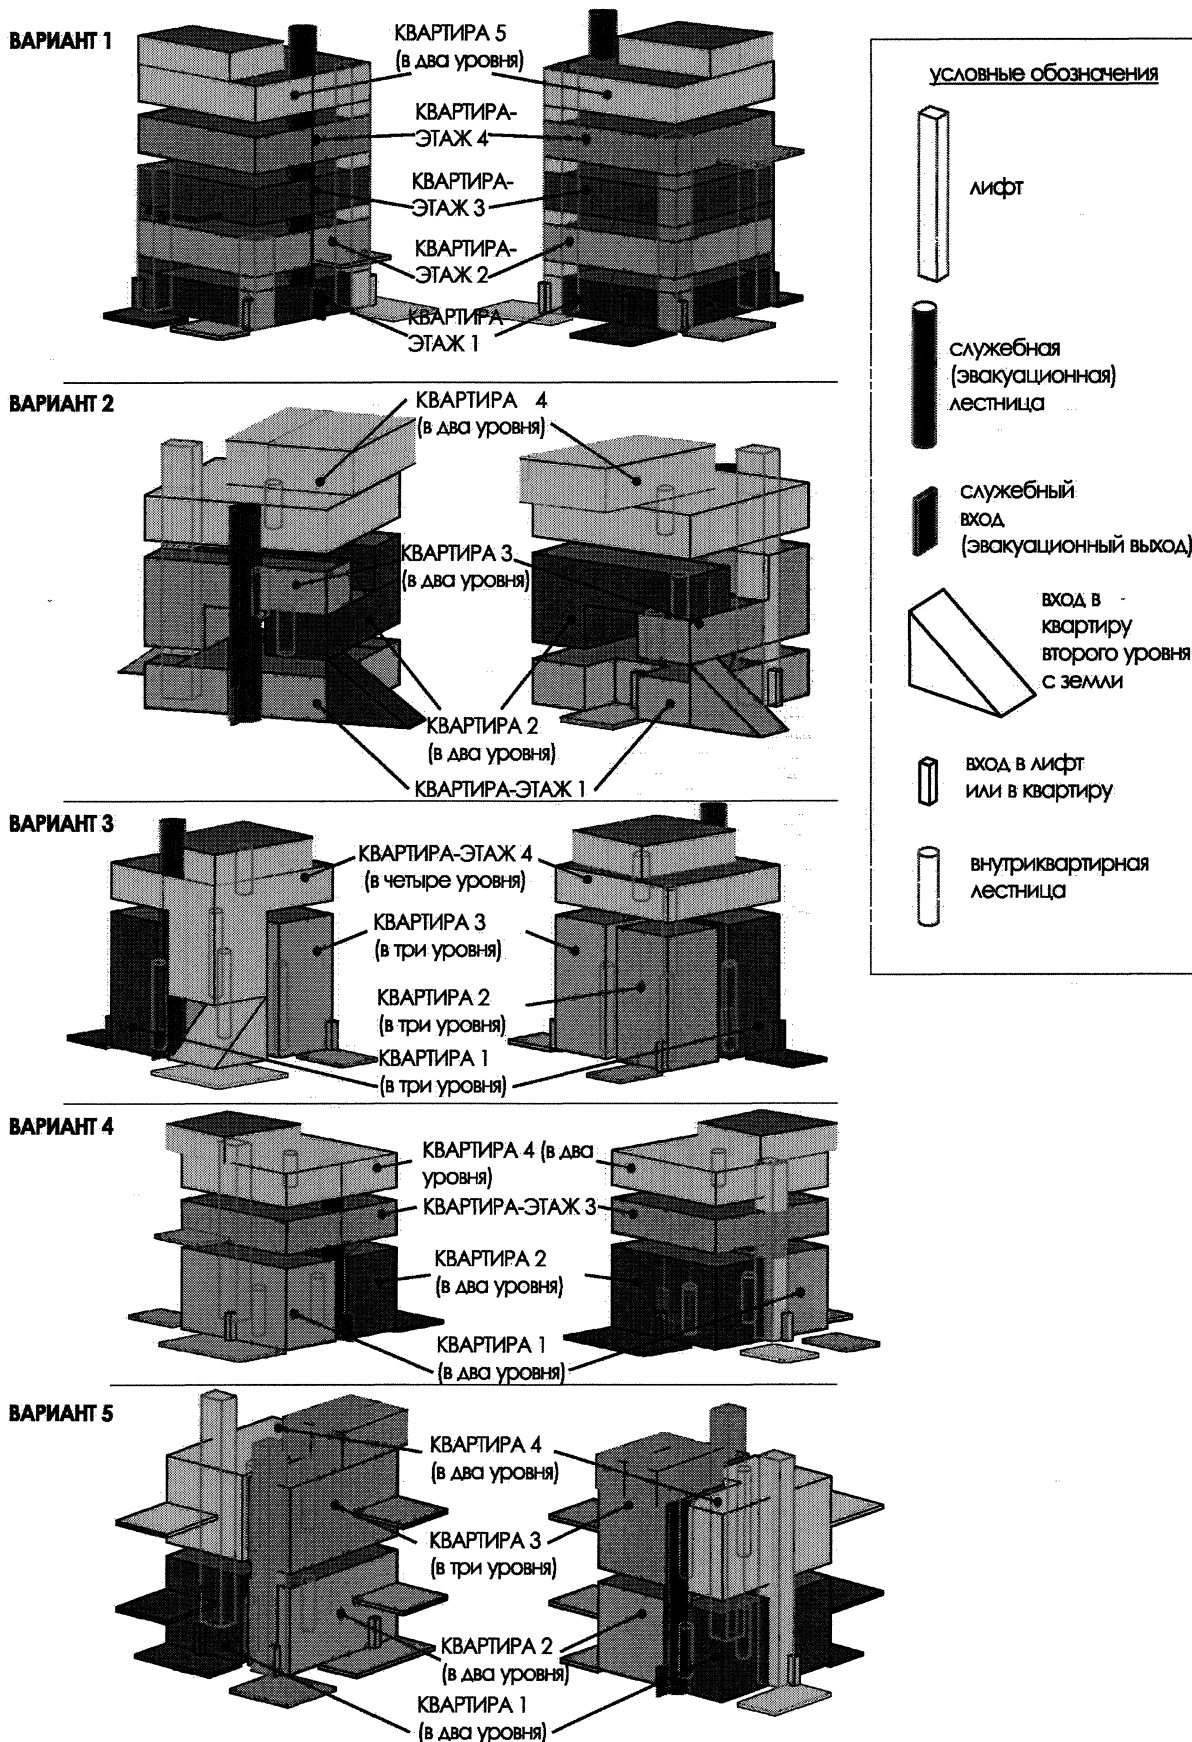 ВАРИАНТ 1
КВАРТИРА 5
(в два уровня)
КВАРТИРА-
ЭТАЖ 4
КВАРТИРА-
ЭТАЖ 3
КВАРТИРА-
ЭТАЖ 2
КВАРТИРА
ЭТАЖ 1
ВАРИАНТ 2
КВАРТИРА 4
(в два уровня)
КВАРТИРА 3
(в два уровня)
КВАРТИРА 2
(в два уровня)
КВАРТИРА-ЭТАЖ 1
ВАРИАНТ 3
КВАРТИРА-ЭТАЖ 4
(в четыре уровня)
КВАРТИРА 3
(в три уровня)
КВАРТИРА 2
(в три уровня)
КВАРТИРА 1
(в три уровня)
ВАРИАНТ 4
КВАРТИРА 4 (в два
уровня)
КВАРТИРА-ЭТАЖ 3
КВАРТИРА 2
(в два уровня)
КВАРТИРА 1
(в два уровня)
ВАРИАНТ 5
КВАРТИРА 4
(в два уровня)
КВАРТИРА 3
(в три уровня)
КВАРТИРА 2
(в два уровня)
КВАРТИРА 1
(в два уровня)
условные обозначения
лифт
служебная
(эвакуационная)
лестница
служебный
вход
(эвакуационный выход)
вход в
квартиру
второго уровня
с земли
вход в лифт
или в квартиру
внутриквартирная
лестница